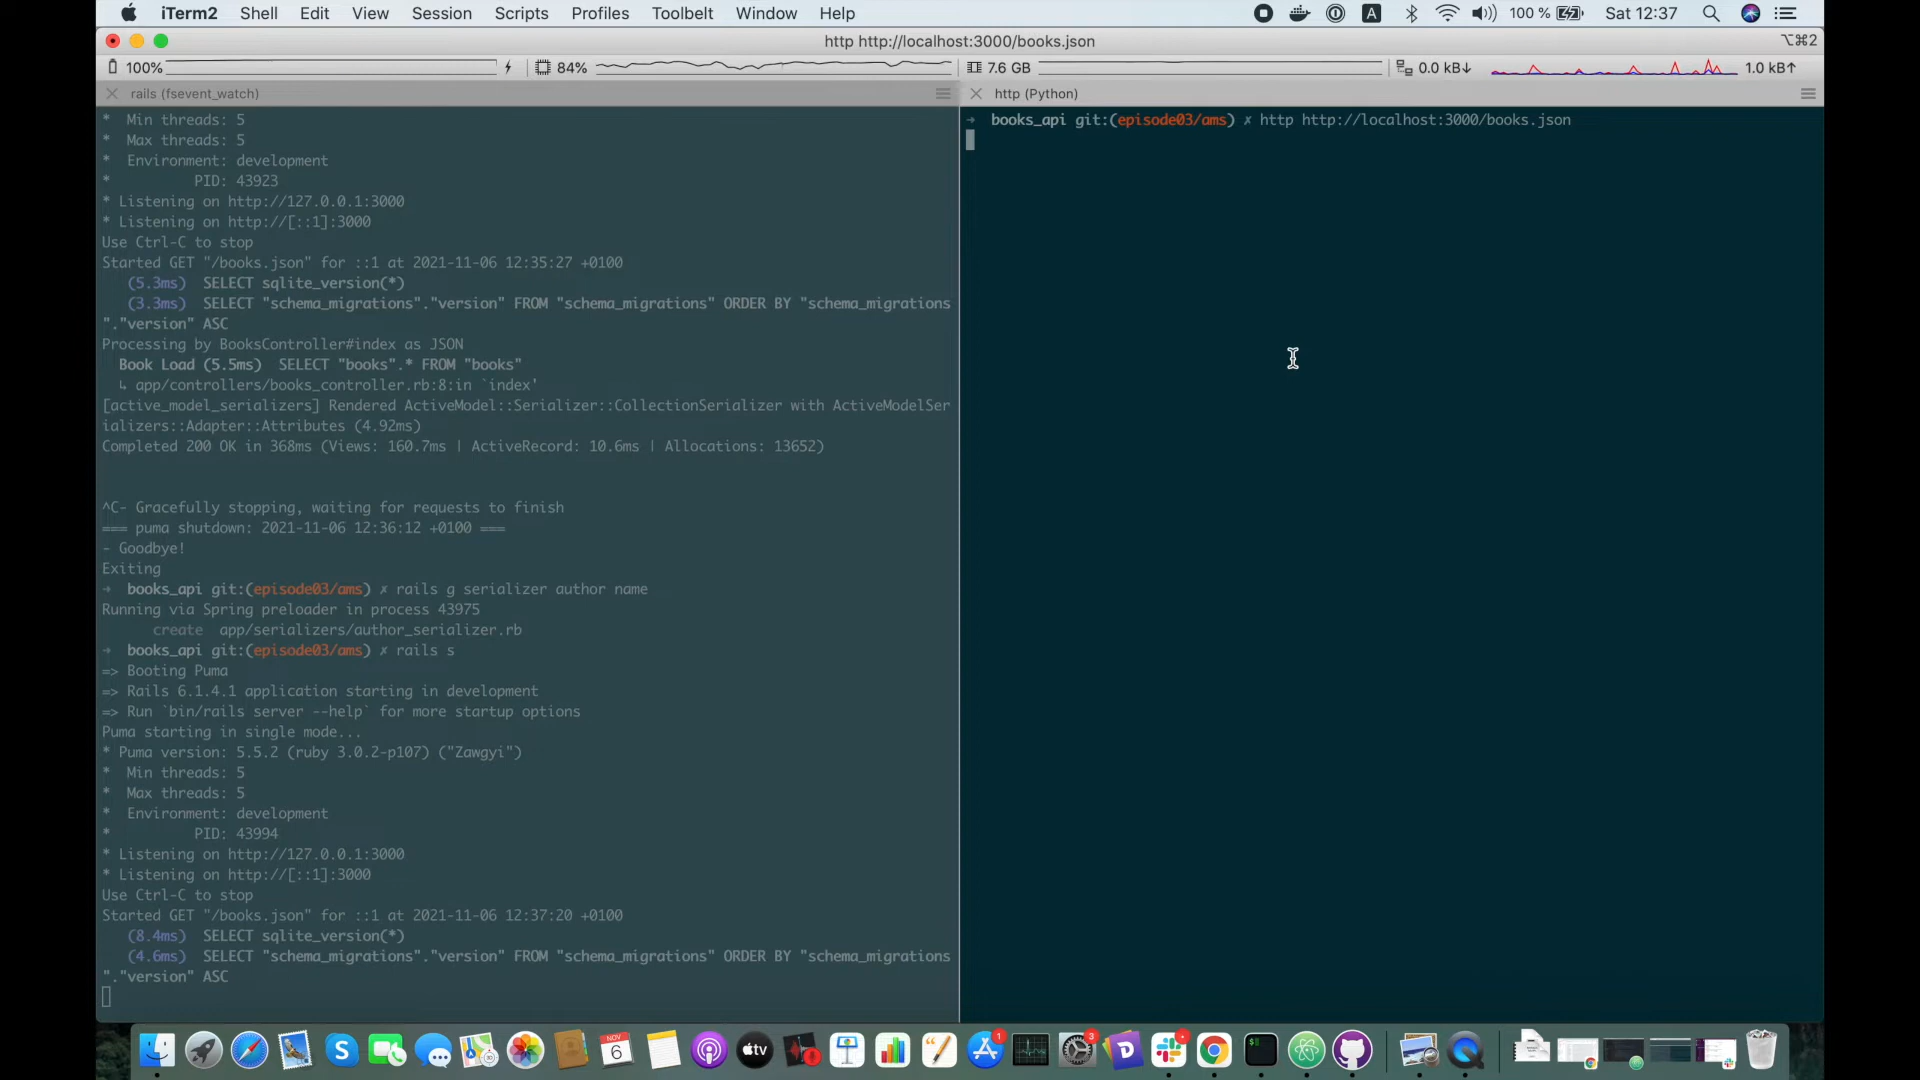 iTerm2 Shell Edit View Session Scripts Profiles Toolbelt Window Help A 100 % Sat 12:37
http http://localhost:3000/books.json ⌥⌘2
100% 84% 7.6 GB 0.0 kB↓ 1.0 kB↑
rails (fsevent_watch)
* Min threads: 5
* Max threads: 5
* Environment: development
* PID: 43923
* Listening on http://127.0.0.1:3000
* Listening on http://[::1]:3000
Use Ctrl-C to stop
Started GET "/books.json" for ::1 at 2021-11-06 12:35:27 +0100
(5.3ms) SELECT sqlite_version(*)
(3.3ms) SELECT "schema_migrations"."version" FROM "schema_migrations" ORDER BY "schema_migrations
"."version" ASC
Processing by BooksController#index as JSON
Book Load (5.5ms) SELECT "books".* FROM "books"
↳ app/controllers/books_controller.rb:8:in `index'
[active_model_serializers] Rendered ActiveModel::Serializer::CollectionSerializer with ActiveModelSer
ializers::Adapter::Attributes (4.92ms)
Completed 200 OK in 368ms (Views: 160.7ms | ActiveRecord: 10.6ms | Allocations: 13652)
^C- Gracefully stopping, waiting for requests to finish
=== puma shutdown: 2021-11-06 12:36:12 +0100 ===
- Goodbye!
Exiting
→ books_api git:(episode03/ams) ✗ rails g serializer author name
Running via Spring preloader in process 43975
create app/serializers/author_serializer.rb
→ books_api git:(episode03/ams) ✗ rails s
=> Booting Puma
=> Rails 6.1.4.1 application starting in development
=> Run `bin/rails server --help` for more startup options
Puma starting in single mode...
* Puma version: 5.5.2 (ruby 3.0.2-p107) ("Zawgyi")
* Min threads: 5
* Max threads: 5
* Environment: development
* PID: 43994
* Listening on http://127.0.0.1:3000
* Listening on http://[::1]:3000
Use Ctrl-C to stop
Started GET "/books.json" for ::1 at 2021-11-06 12:37:20 +0100
(8.4ms) SELECT sqlite_version(*)
(4.6ms) SELECT "schema_migrations"."version" FROM "schema_migrations" ORDER BY "schema_migrations
"."version" ASC
http (Python)
→ books_api git:(episode03/ams) ✗ http http://localhost:3000/books.json
NOV
6
tv
1
3